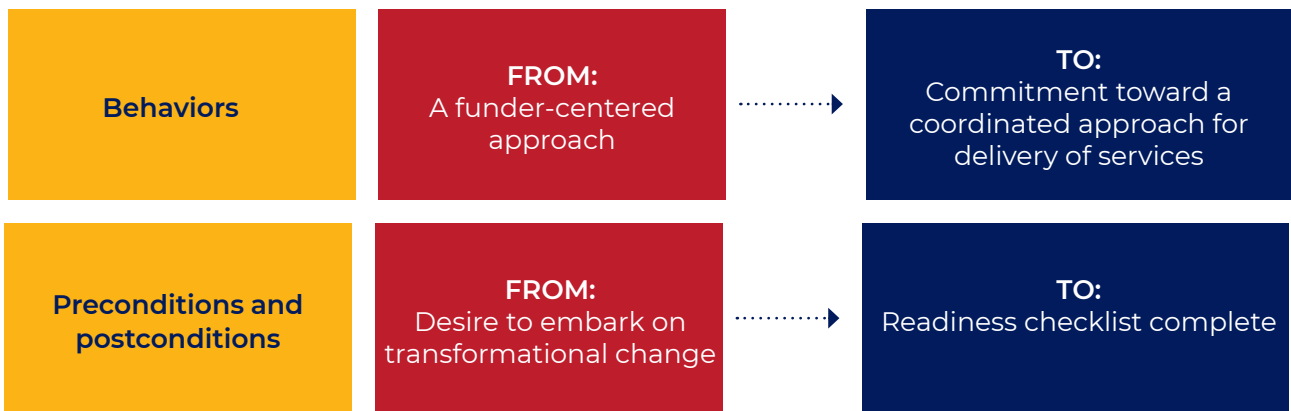 Behaviors
FROM:
A funder-centered
approach
TO:
Commitment toward a
coordinated approach for
delivery of services
Preconditions and
postconditions
FROM:
Desire to embark on
transformational change
TO:
Readiness checklist complete